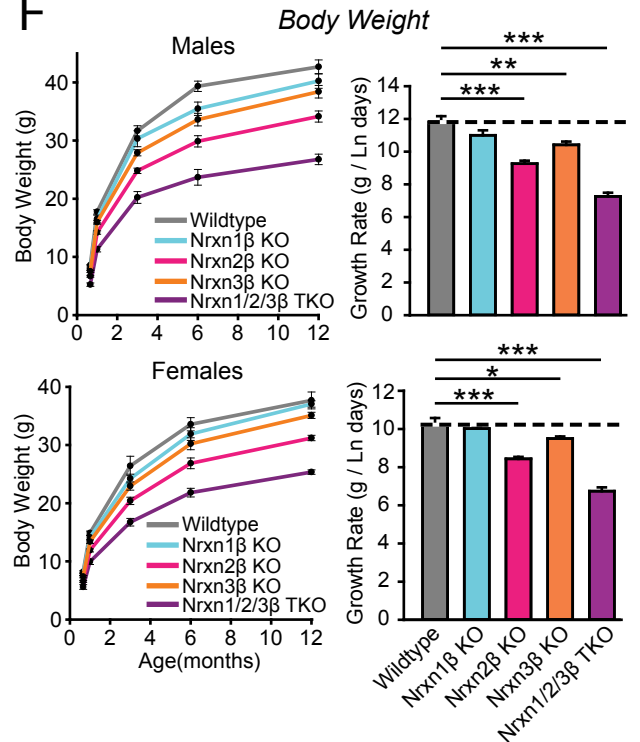 F
Body Weight
Males
Body Weight (g)
40
30
20
10
0
0 2 4 6 8 10 12
Wildtype
Nrxn1β KO
Nrxn2β KO
Nrxn3β KO
Nrxn1/2/3β TKO
Growth Rate (g / Ln days)
14
12
10
8
6
4
2
0
***
**
***
Females
Body Weight (g)
40
30
20
10
0
0 2 4 6 8 10 12
Age(months)
Wildtype
Nrxn1β KO
Nrxn2β KO
Nrxn3β KO
Nrxn1/2/3β TKO
Growth Rate (g / Ln days)
12
10
8
6
4
2
0
***
*
***
Wildtype
Nrxn1β KO
Nrxn2β KO
Nrxn3β KO
Nrxn1/2/3β TKO